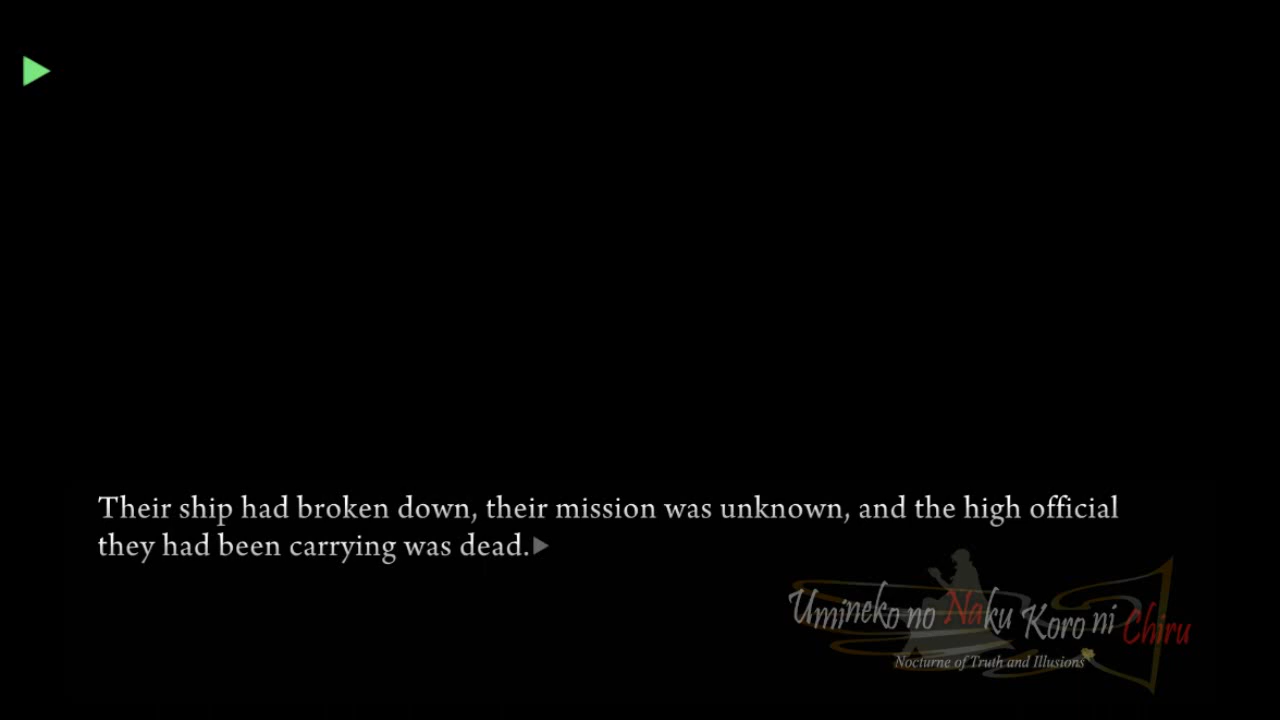 Their ship had broken down, their mission was unknown, and the high official
they had been carrying was dead.
Umineko no Naku Koro ni Chiru
Nocturne of Truth and Illusions